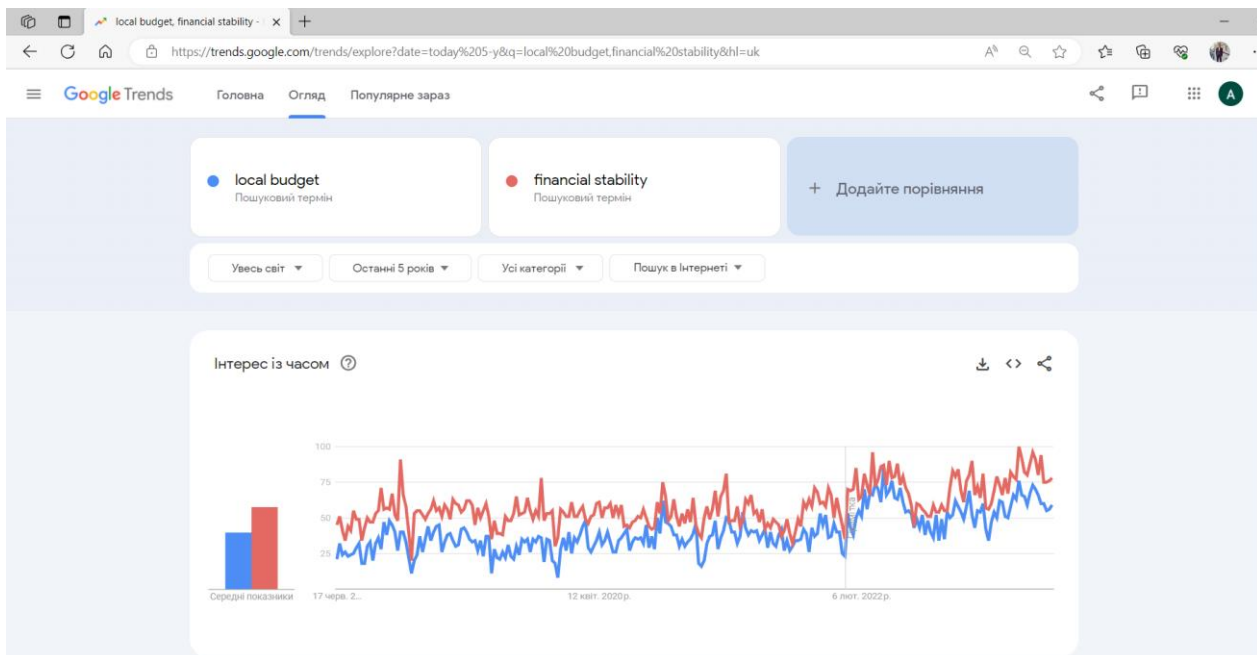 local budget, financial stability -
https://trends.google.com/trends/explore?date=today%205-y&q=local%20budget,financial%20stability&hl=uk
Google Trends Головна Огляд Популярне зараз
A
local budget
Пошуковий термін
financial stability
Пошуковий термін
+ Додайте порівняння
Увесь світ
Останні 5 років
Усі категорії
Пошук в Інтернеті
Інтерес із часом
100
75
50
25
Середні показники
17 черв. 2...
12 квіт. 2020 р.
6 лют. 2022 р.